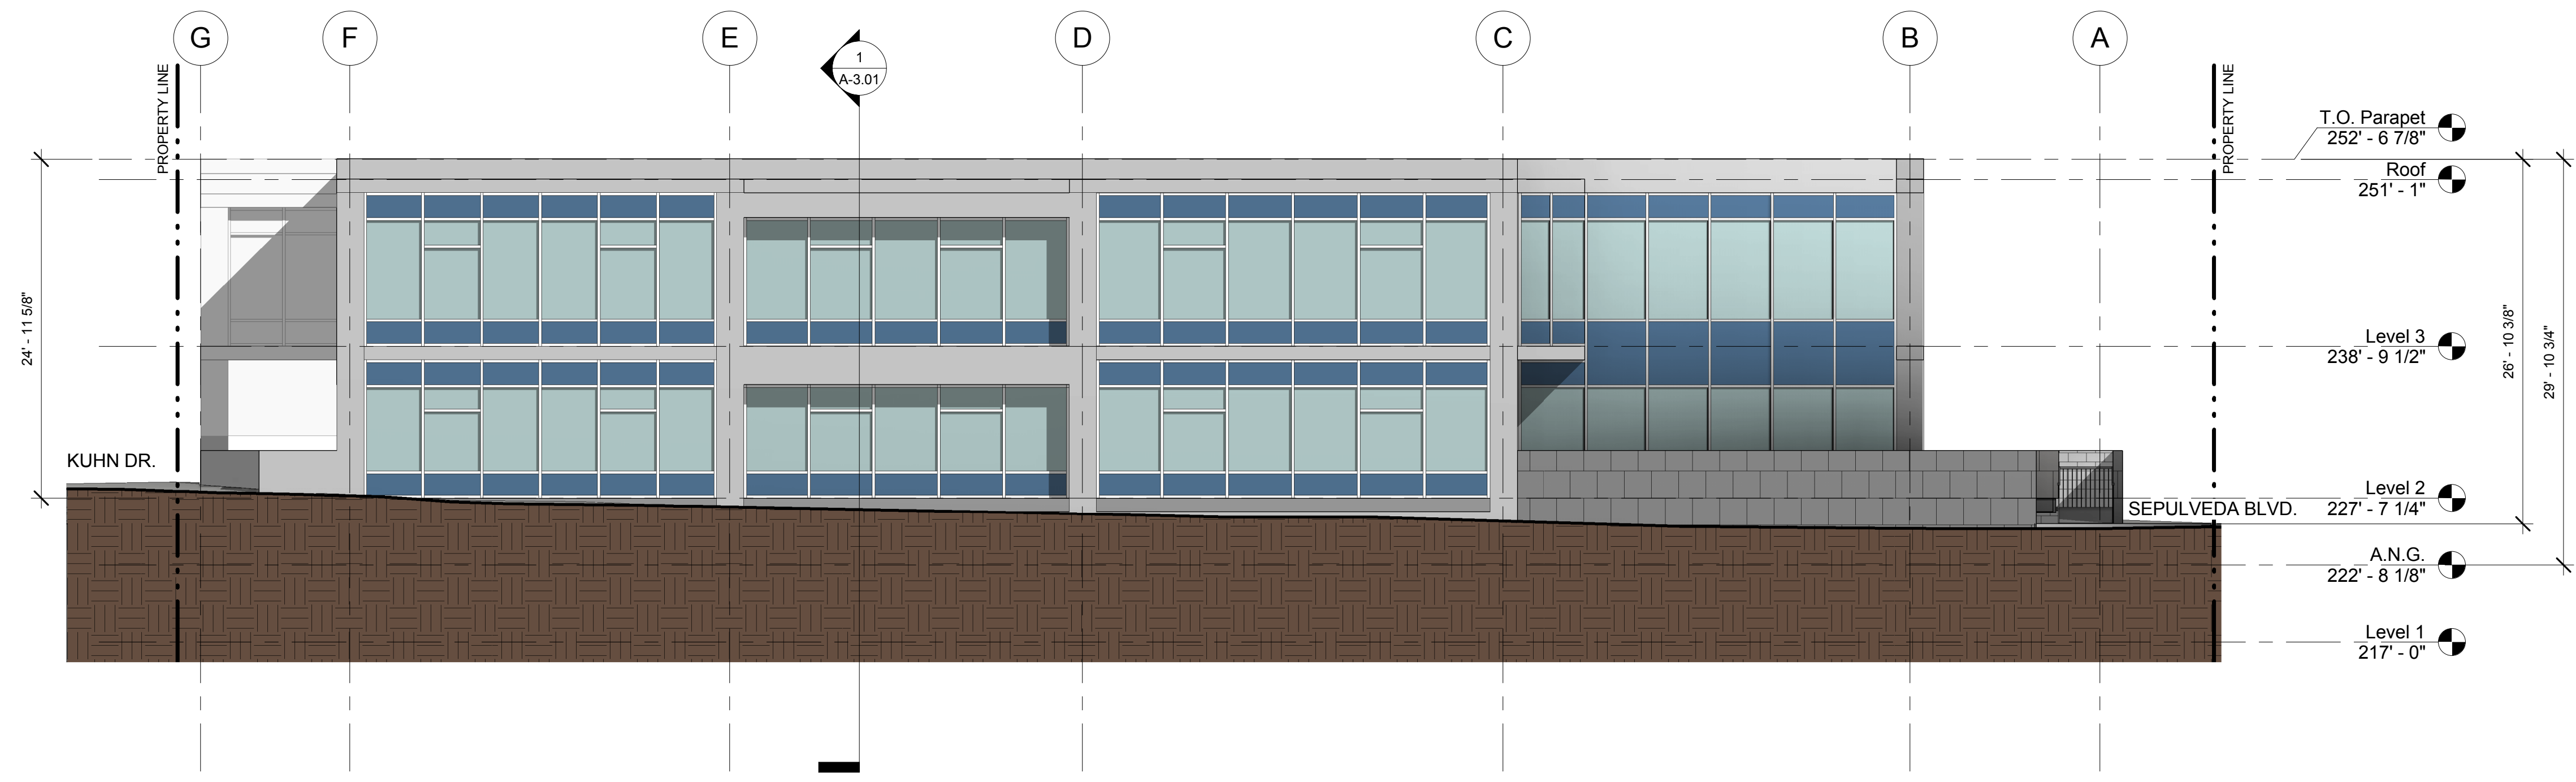 G
F
E
D
C
B
A
1
A-3.01
PROPERTY LINE
PROPERTY LINE
T.O. Parapet
252' - 6 7/8"
Roof
251' - 1"
24' - 11 5/8"
26' - 10 3/8"
29' - 10 3/4"
Level 3
238' - 9 1/2"
KUHN DR.
Level 2
227' - 7 1/4"
SEPULVEDA BLVD.
A.N.G.
222' - 8 1/8"
Level 1
217' - 0"